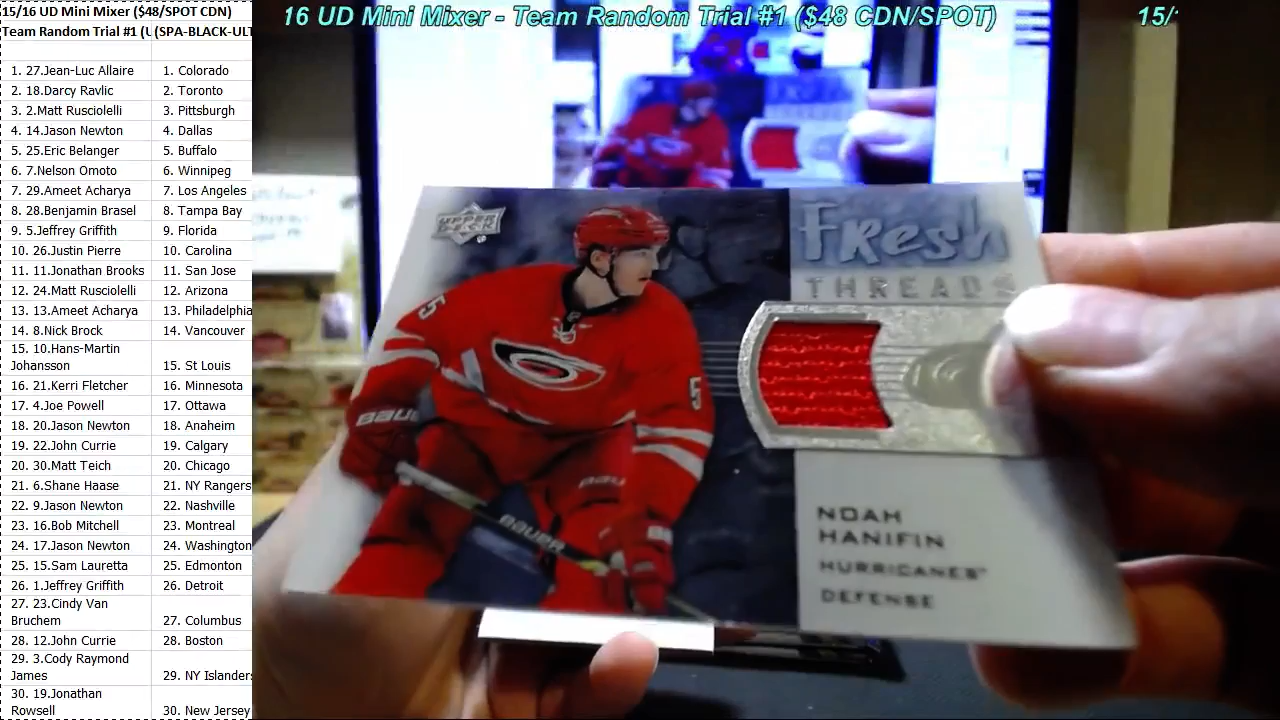 15/16 UD Mini Mixer ($48/SPOT CDN)
Team Random Trial #1 (U (SPA-BLACK-ULT
1. 27.Jean-Luc Allaire 1. Colorado
2. 18.Darcy Ravlic 2. Toronto
3. 2.Matt Rusciolelli 3. Pittsburgh
4. 14.Jason Newton 4. Dallas
5. 25.Eric Belanger 5. Buffalo
6. 7.Nelson Omoto 6. Winnipeg
7. 29.Ameet Acharya 7. Los Angeles
8. 28.Benjamin Brasel 8. Tampa Bay
9. 5.Jeffrey Griffith 9. Florida
10. 26.Justin Pierre 10. Carolina
11. 11.Jonathan Brooks 11. San Jose
12. 24.Matt Rusciolelli 12. Arizona
13. 13.Ameet Acharya 13. Philadelphia
14. 8.Nick Brock 14. Vancouver
15. 10.Hans-Martin
Johansson 15. St Louis
16. 21.Kerri Fletcher 16. Minnesota
17. 4.Joe Powell 17. Ottawa
18. 20.Jason Newton 18. Anaheim
19. 22.John Currie 19. Calgary
20. 30.Matt Teich 20. Chicago
21. 6.Shane Haase 21. NY Rangers
22. 9.Jason Newton 22. Nashville
23. 16.Bob Mitchell 23. Montreal
24. 17.Jason Newton 24. Washington
25. 15.Sam Lauretta 25. Edmonton
26. 1.Jeffrey Griffith 26. Detroit
27. 23.Cindy Van
Bruchem 27. Columbus
28. 12.John Currie 28. Boston
29. 3.Cody Raymond
James 29. NY Islanders
30. 19.Jonathan
Rowsell 30. New Jersey
16 UD Mini Mixer - Team Random Trial #1 ($48 CDN/SPOT) 15/
UPPER DECK
FRESH
THREADS
5
5
BAUER
BAUER
NOAH
HANIFIN
HURRICANES
DEFENSE